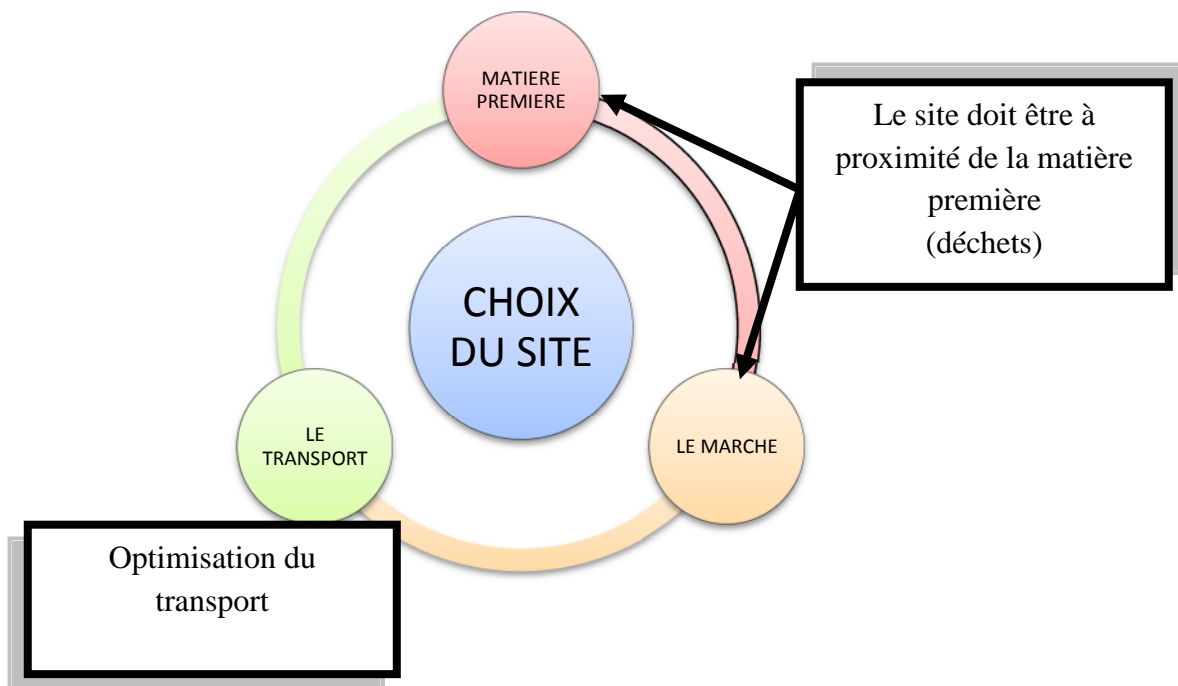 MATIERE
PREMIERE
Le site doit être à
proximité de la matière
première
(déchets)
CHOIX
DU SITE
LE
TRANSPORT
LE MARCHE
Optimisation du
transport